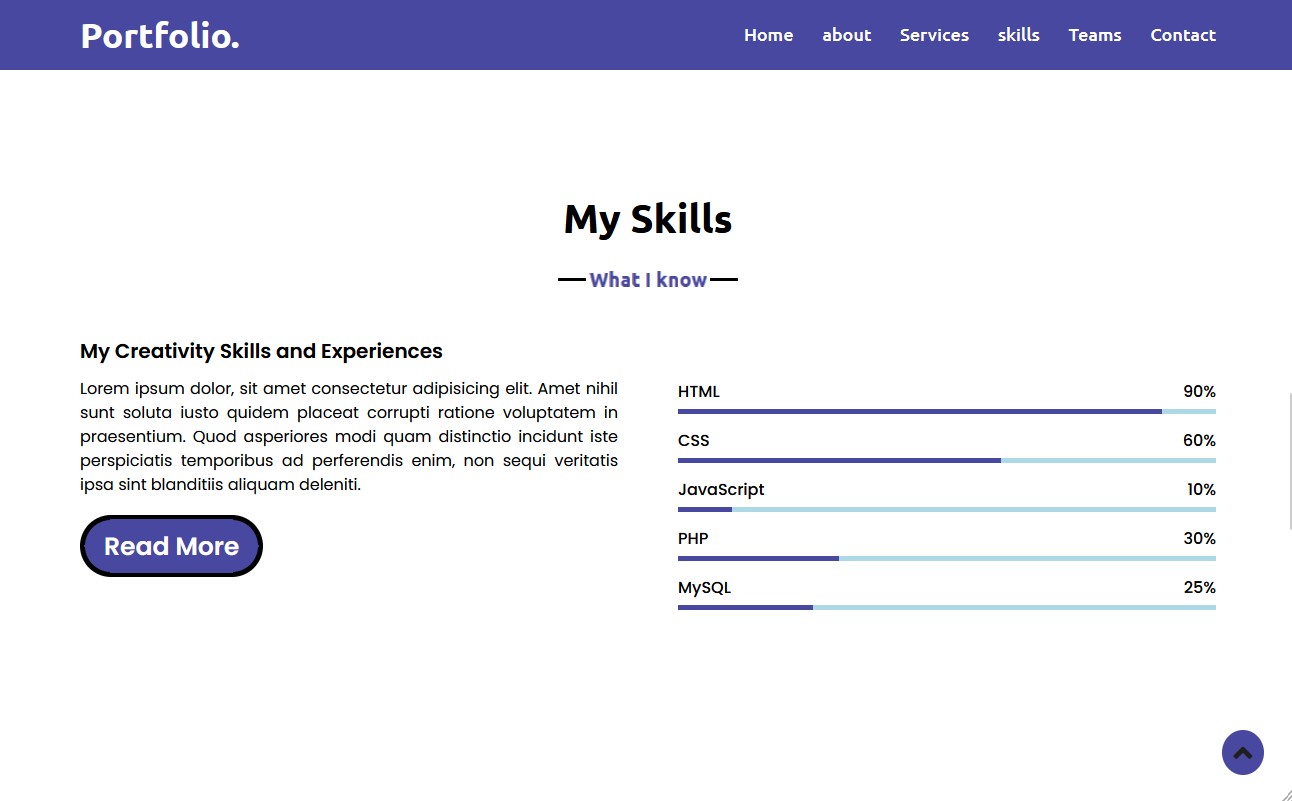 Portfolio.
Home about Services skills Teams Contact
My Skills
What I know
My Creativity Skills and Experiences
Lorem ipsum dolor, sit amet consectetur adipisicing elit. Amet nihil
sunt soluta iusto quidem placeat corrupti ratione voluptatem in
praesentium. Quod asperiores modi quam distinctio incidunt iste
perspiciatis temporibus ad perferendis enim, non sequi veritatis
ipsa sint blanditiis aliquam deleniti.
Read More
HTML 90%
CSS 60%
JavaScript 10%
PHP 30%
MySQL 25%